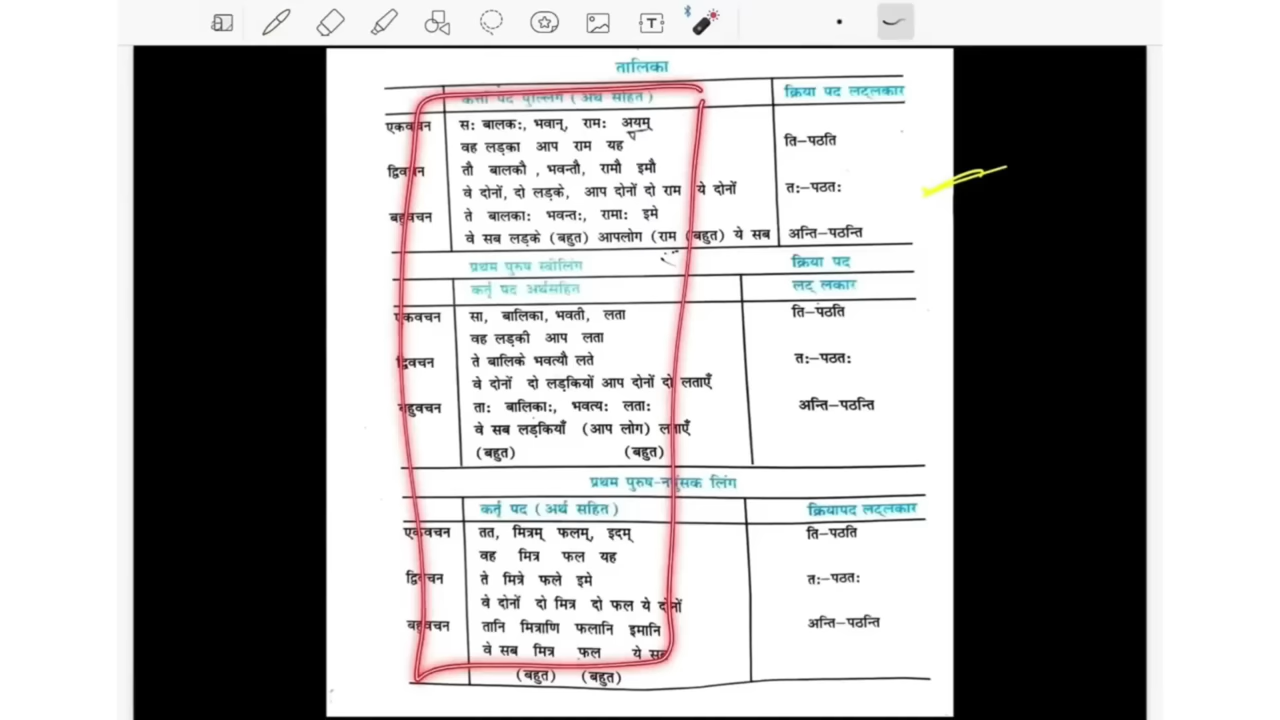 तालिका
कर्त्ता पद पुल्लिंग (अर्थ सहित) क्रिया पद लट्लकार
एकवचन सः बालकः, भवान्, रामः अयम्
वह लड़का आप राम यह ति-पठति
द्विवचन तौ बालकौ, भवन्तौ, रामौ इमौ
वे दोनों, दो लड़के, आप दोनों दो राम ये दोनों तः-पठतः
बहुवचन ते बालकाः भवन्तः, रामाः इमे
वे सब लड़के (बहुत) आपलोग (राम (बहुत) ये सब अन्ति-पठन्ति
प्रथम पुरुष स्त्रीलिंग क्रिया पद
कर्तृ पद अर्थसहित लट् लकार
एकवचन सा, बालिका, भवती, लता ति-पठति
वह लड़की आप लता
द्विवचन ते बालिके भवत्यौ लते तः-पठतः
वे दोनों दो लड़कियों आप दोनों दो लताएँ
बहुवचन ताः बालिकाः, भवत्यः लताः अन्ति-पठन्ति
वे सब लड़कियाँ (आप लोग) लताएँ
(बहुत) (बहुत)
प्रथम पुरुष-नपुंसक लिंग
कर्तृ पद (अर्थ सहित) क्रियापद लट्लकार
एकवचन तत, मित्रम् फलम्, इदम् ति-पठति
वह मित्र फल यह
द्विवचन ते मित्रे फले इमे तः-पठतः
वे दोनों दो मित्र दो फल ये दोनों
बहुवचन तानि मित्राणि फलानि इमानि अन्ति-पठन्ति
वे सब मित्र फल ये सब
(बहुत) (बहुत)